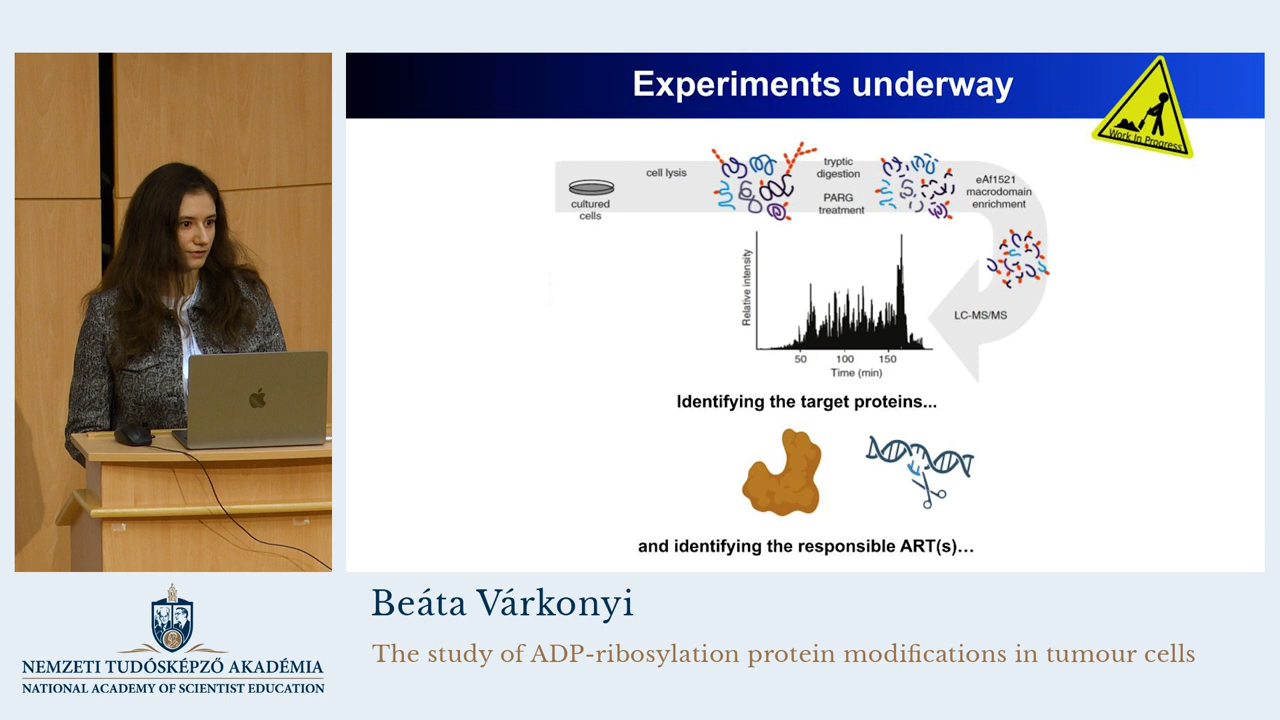 Experiments underway
Work In Progress
cell lysis
cultured
cells
tryptic
digestion
PARG
treatment
eAf1521
macrodomain
enrichment
LC-MS/MS
Relative intensity
50 100 150
Time (min)
Identifying the target proteins...
and identifying the responsible ART(s)...
Beáta Várkonyi
The study of ADP-ribosylation protein modifications in tumour cells
NEMZETI TUDÓSKÉPZŐ AKADÉMIA
NATIONAL ACADEMY OF SCIENTIST EDUCATION